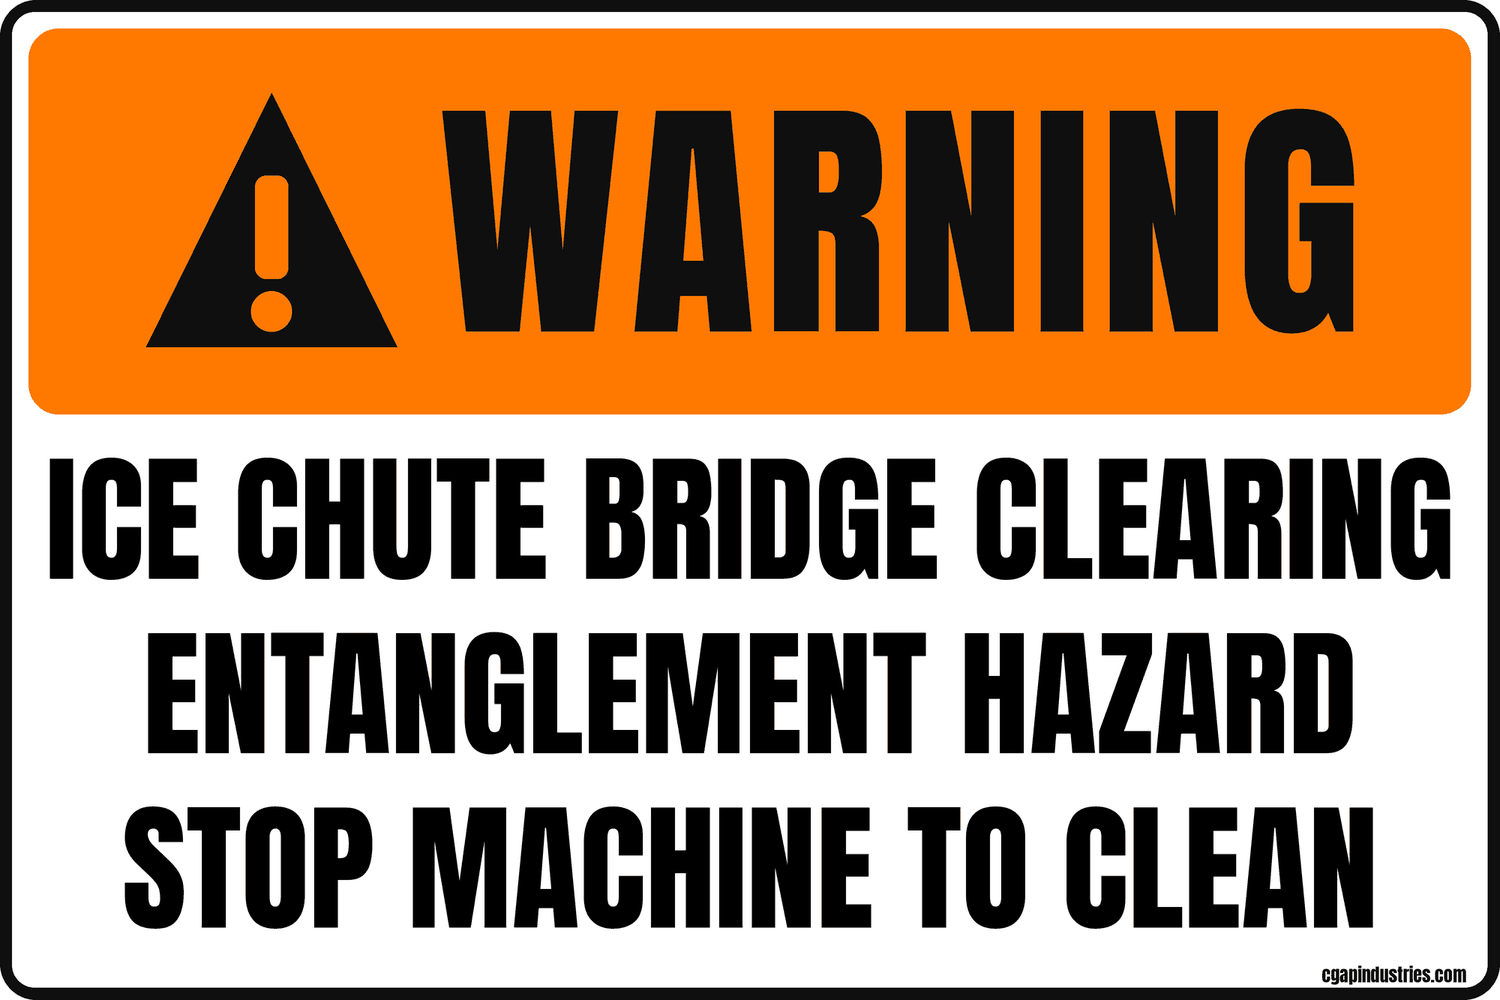 WARNING
ICE CHUTE BRIDGE CLEARING
ENTANGLEMENT HAZARD
STOP MACHINE TO CLEAN
cgapindustries.com